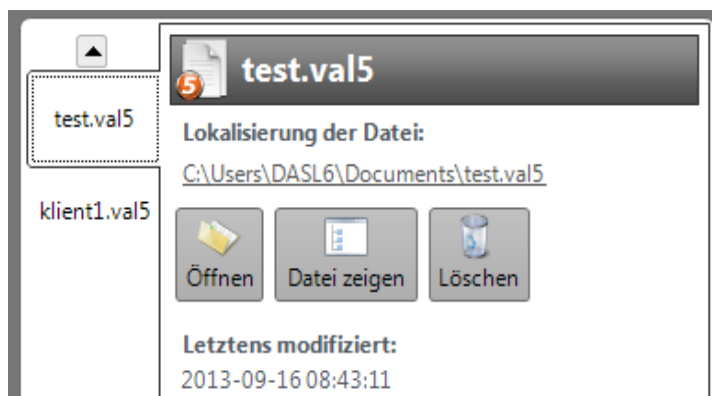 test.val5
klient1.val5
5
test.val5
Lokalisierung der Datei:
C:\Users\DASL6\Documents\test.val5
Öffnen
Datei zeigen
Löschen
Letztens modifiziert:
2013-09-16 08:43:11